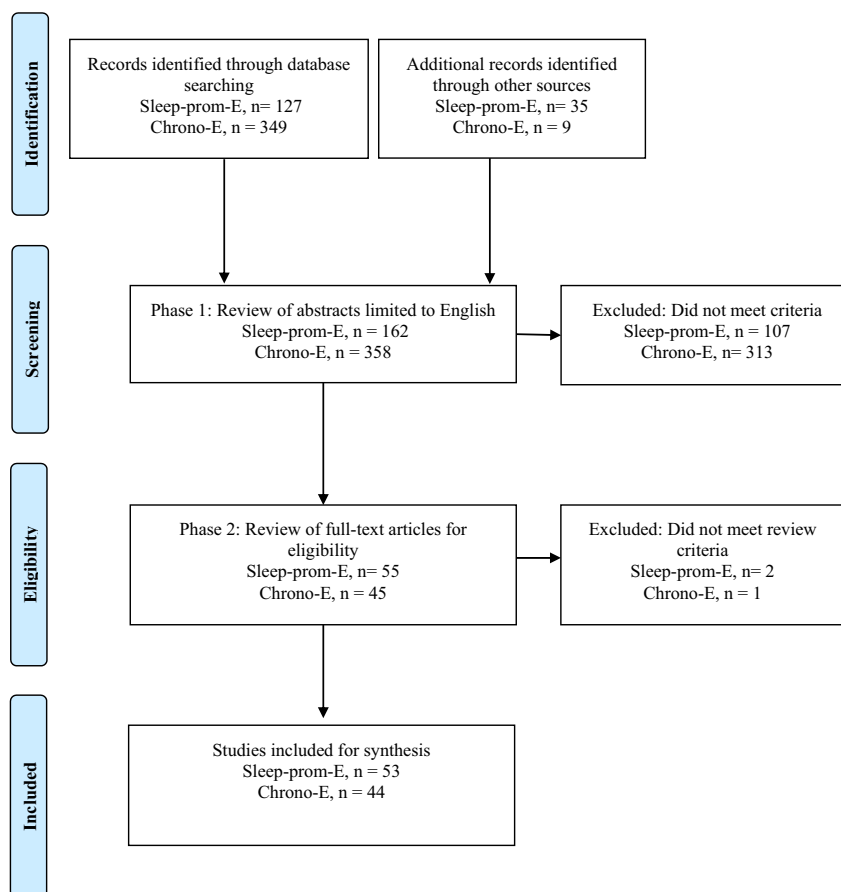 Identification
Records identified through database
searching
Sleep-prom-E, n= 127
Chrono-E, n = 349
Additional records identified
through other sources
Sleep-prom-E, n = 35
Chrono-E, n = 9
Screening
Phase 1: Review of abstracts limited to English
Sleep-prom-E, n = 162
Chrono-E, n = 358
Excluded: Did not meet criteria
Sleep-prom-E, n = 107
Chrono-E, n= 313
Eligibility
Phase 2: Review of full-text articles for
eligibility
Sleep-prom-E, n= 55
Chrono-E, n = 45
Excluded: Did not meet review
criteria
Sleep-prom-E, n= 2
Chrono-E, n = 1
Included
Studies included for synthesis
Sleep-prom-E, n = 53
Chrono-E, n = 44